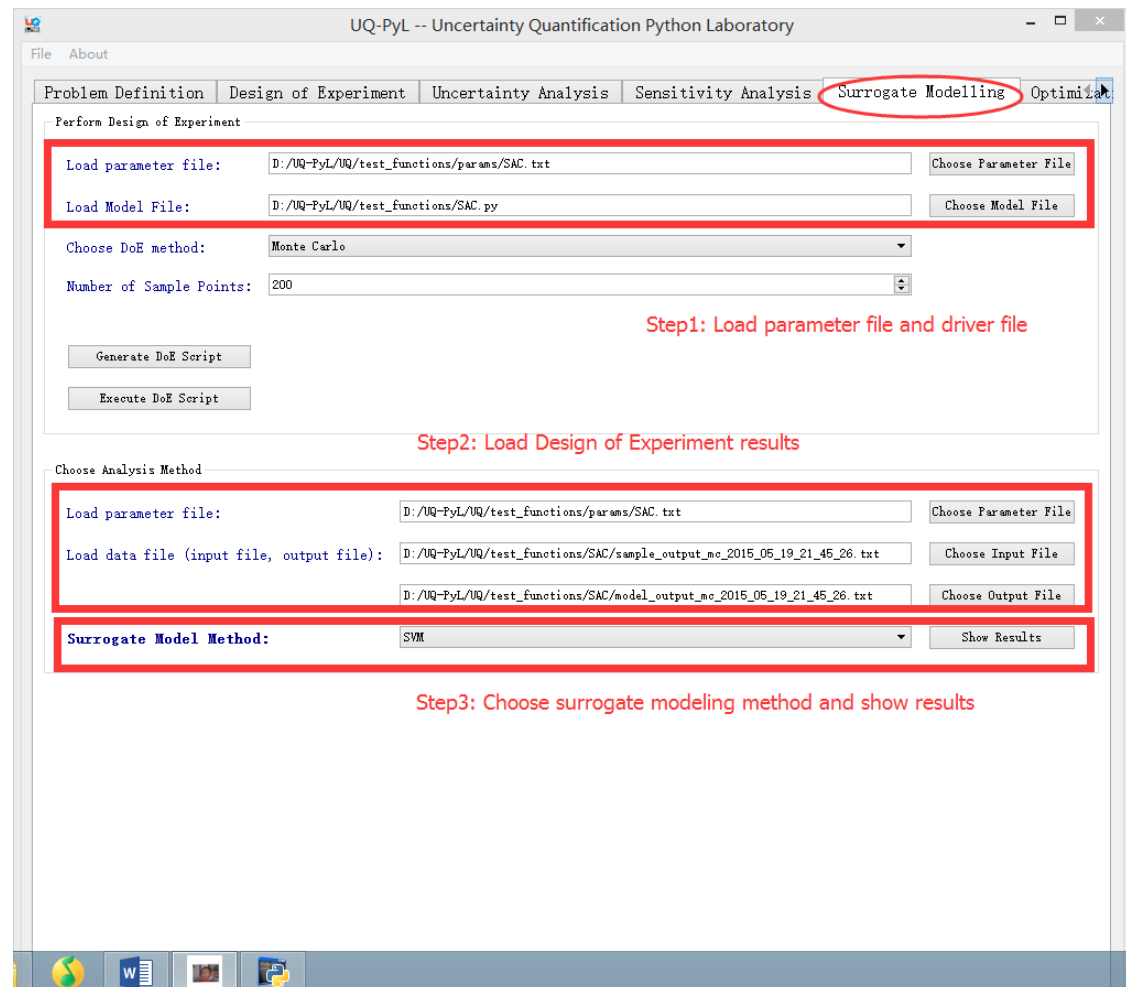 UQ-PyL -- Uncertainty Quantification Python Laboratory
File About
Problem Definition Design of Experiment Uncertainty Analysis Sensitivity Analysis Surrogate Modelling Optimizat
Perform Design of Experiment
Load parameter file: D:/UQ-PyL/UQ/test_functions/params/SAC.txt Choose Parameter File
Load Model File: D:/UQ-PyL/UQ/test_functions/SAC.py Choose Model File
Choose DoE method: Monte Carlo
Number of Sample Points: 200
Step1: Load parameter file and driver file
Generate DoE Script
Execute DoE Script
Step2: Load Design of Experiment results
Choose Analysis Method
Load parameter file: D:/UQ-PyL/UQ/test_functions/params/SAC.txt Choose Parameter File
Load data file (input file, output file): D:/UQ-PyL/UQ/test_functions/SAC/sample_output_mc_2015_05_19_21_45_26.txt Choose Input File
D:/UQ-PyL/UQ/test_functions/SAC/model_output_mc_2015_05_19_21_45_26.txt Choose Output File
Surrogate Model Method: SVM Show Results
Step3: Choose surrogate modeling method and show results
W